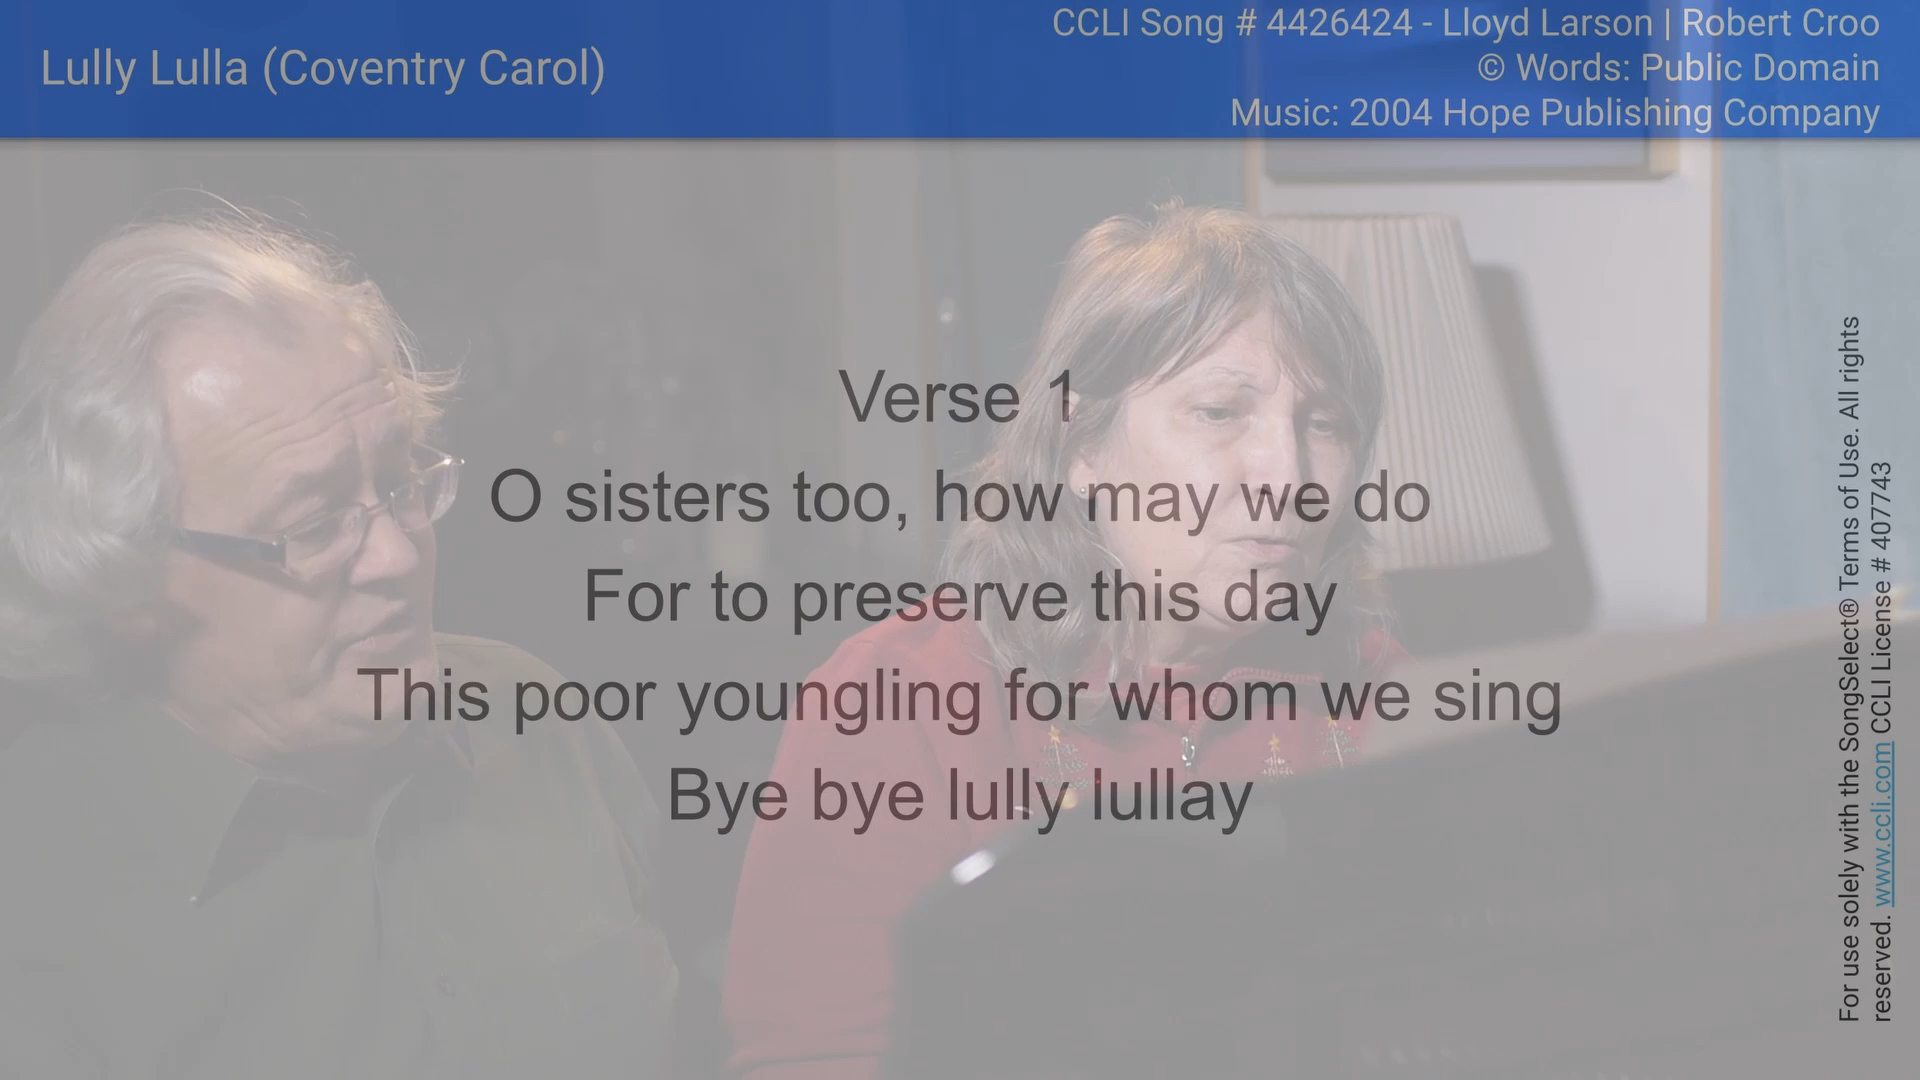 Lully Lulla (Coventry Carol)
CCLI Song # 4426424 - Lloyd Larson | Robert Croo
© Words: Public Domain
Music: 2004 Hope Publishing Company
Verse 1
O sisters too, how may we do
For to preserve this day
This poor youngling for whom we sing
Bye bye lully lullay
For use solely with the SongSelect® Terms of Use. All rights
reserved. www.ccli.com CCLI License # 407743